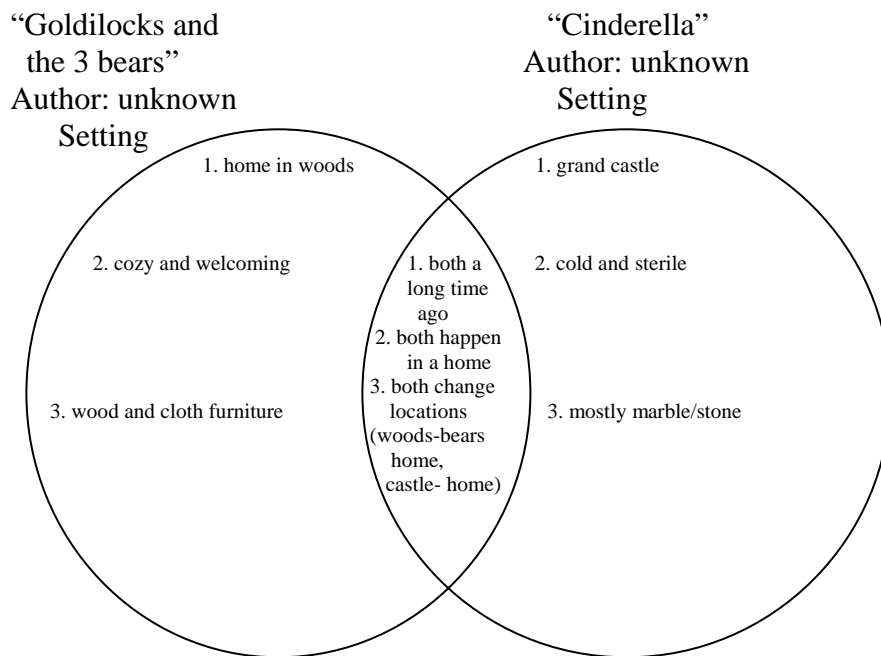 “Goldilocks and
the 3 bears”
Author: unknown
Setting
“Cinderella”
Author: unknown
Setting
1. home in woods
2. cozy and welcoming
3. wood and cloth furniture
1. both a
long time
ago
2. both happen
in a home
3. both change
locations
(woods-bears
home,
castle- home)
1. grand castle
2. cold and sterile
3. mostly marble/stone